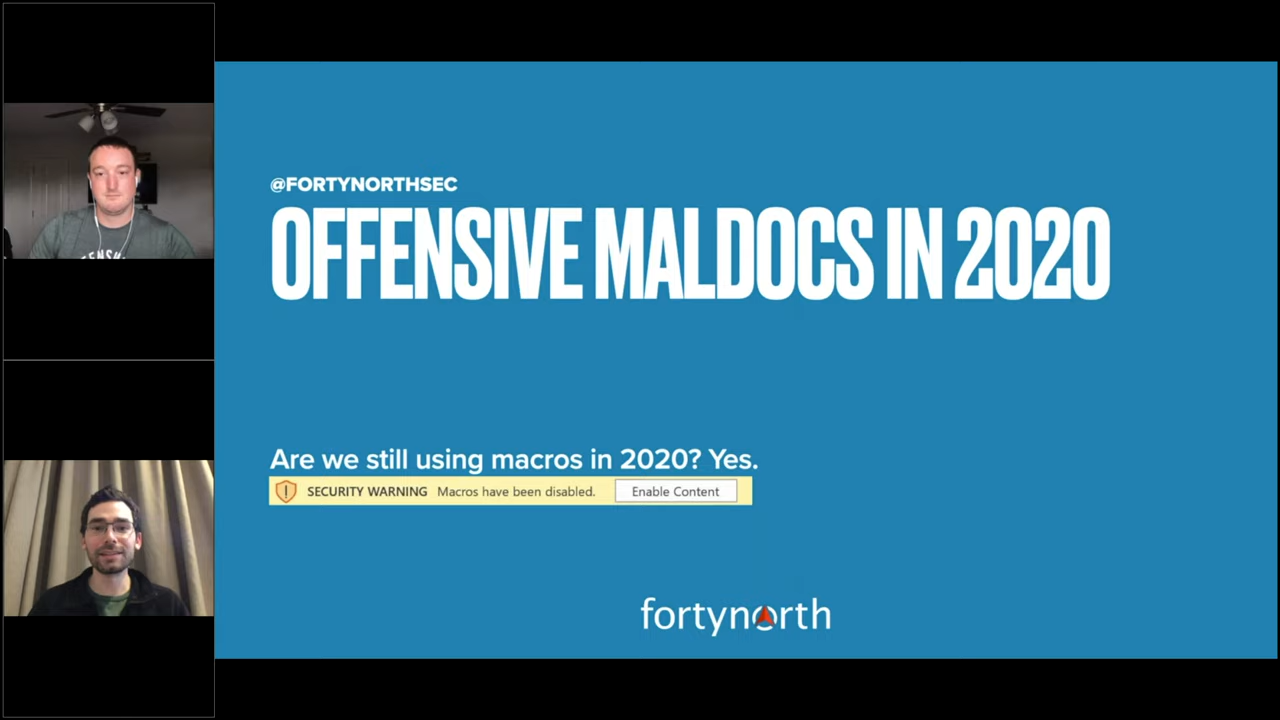 @FORTYNORTHSEC
OFFENSIVE MALDOCS IN 2020
Are we still using macros in 2020? Yes.
SECURITY WARNING Macros have been disabled. Enable Content
fortynorth